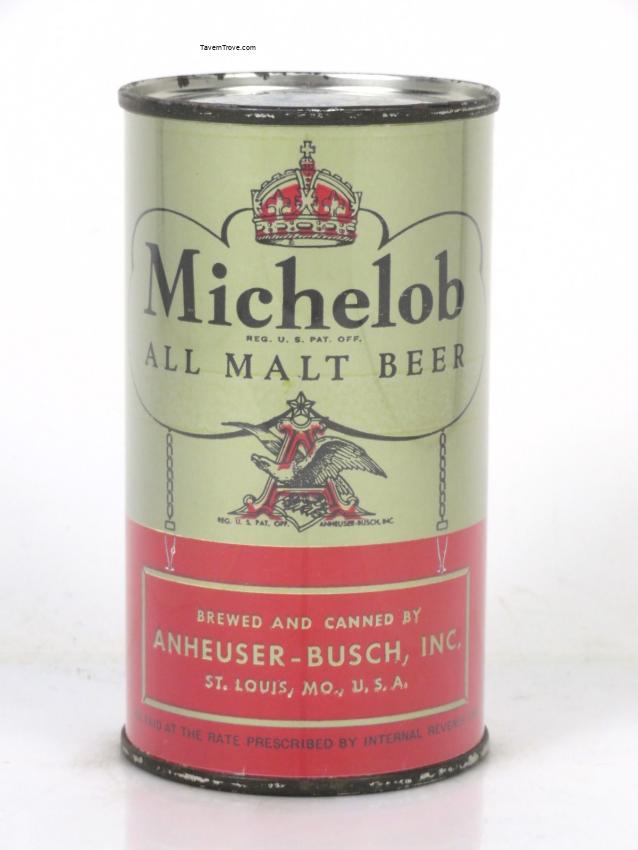 TavernTrove.com
Michelob
REG. U. S. PAT. OFF.
ALL MALT BEER
A
REG. U. S. PAT. OFF. ANHEUSER-BUSCH, INC
BREWED AND CANNED BY
ANHEUSER-BUSCH, INC.
ST. LOUIS, MO., U. S. A.
PAID AT THE RATE PRESCRIBED BY INTERNAL REVENUE